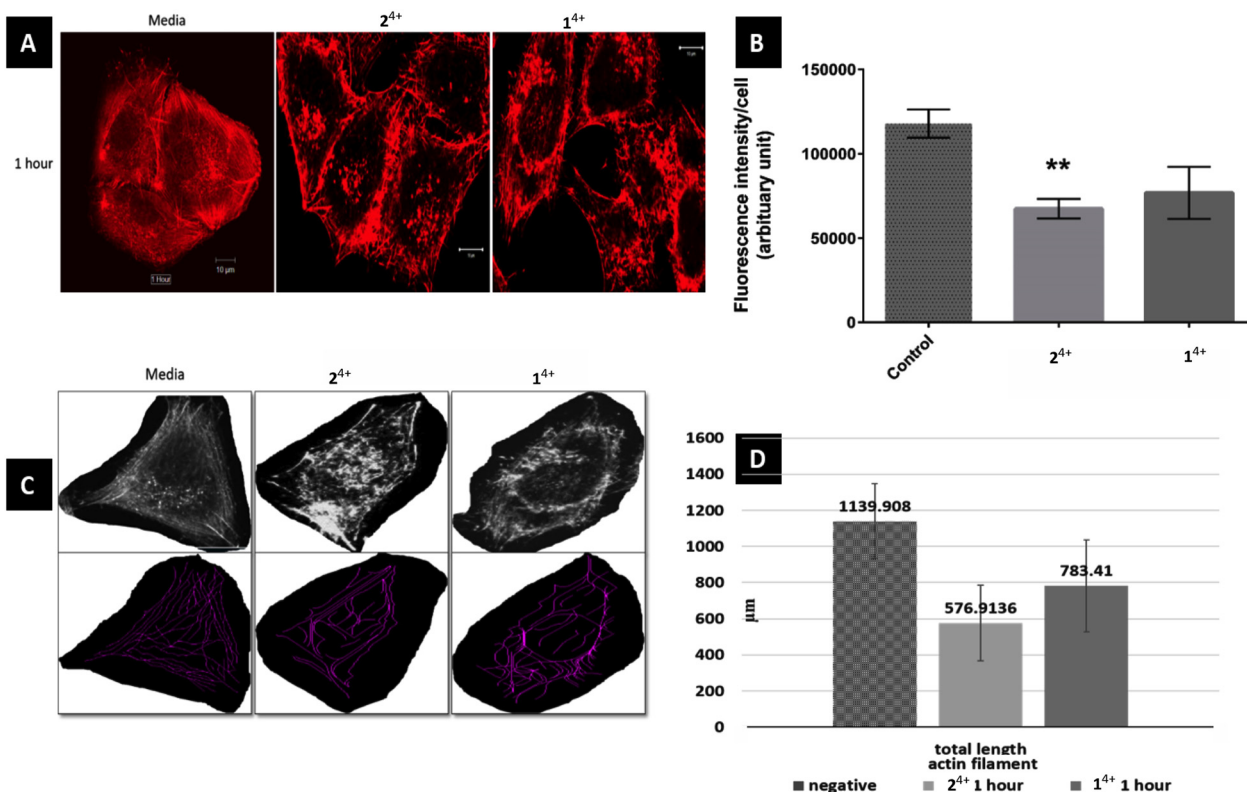 A
Media
2⁴⁺
1⁴⁺
1 hour
10 µm
1 Hour
B
Fluorescence intensity/cell
(arbituary unit)
150000
100000
50000
0
**
Control
2⁴⁺
1⁴⁺
C
Media
2⁴⁺
1⁴⁺
D
1600
1400
1200
1000
800
600
400
200
0
µm
1139.908
576.9136
783.41
total length
actin filament
negative
2⁴⁺ 1 hour
1⁴⁺ 1 hour